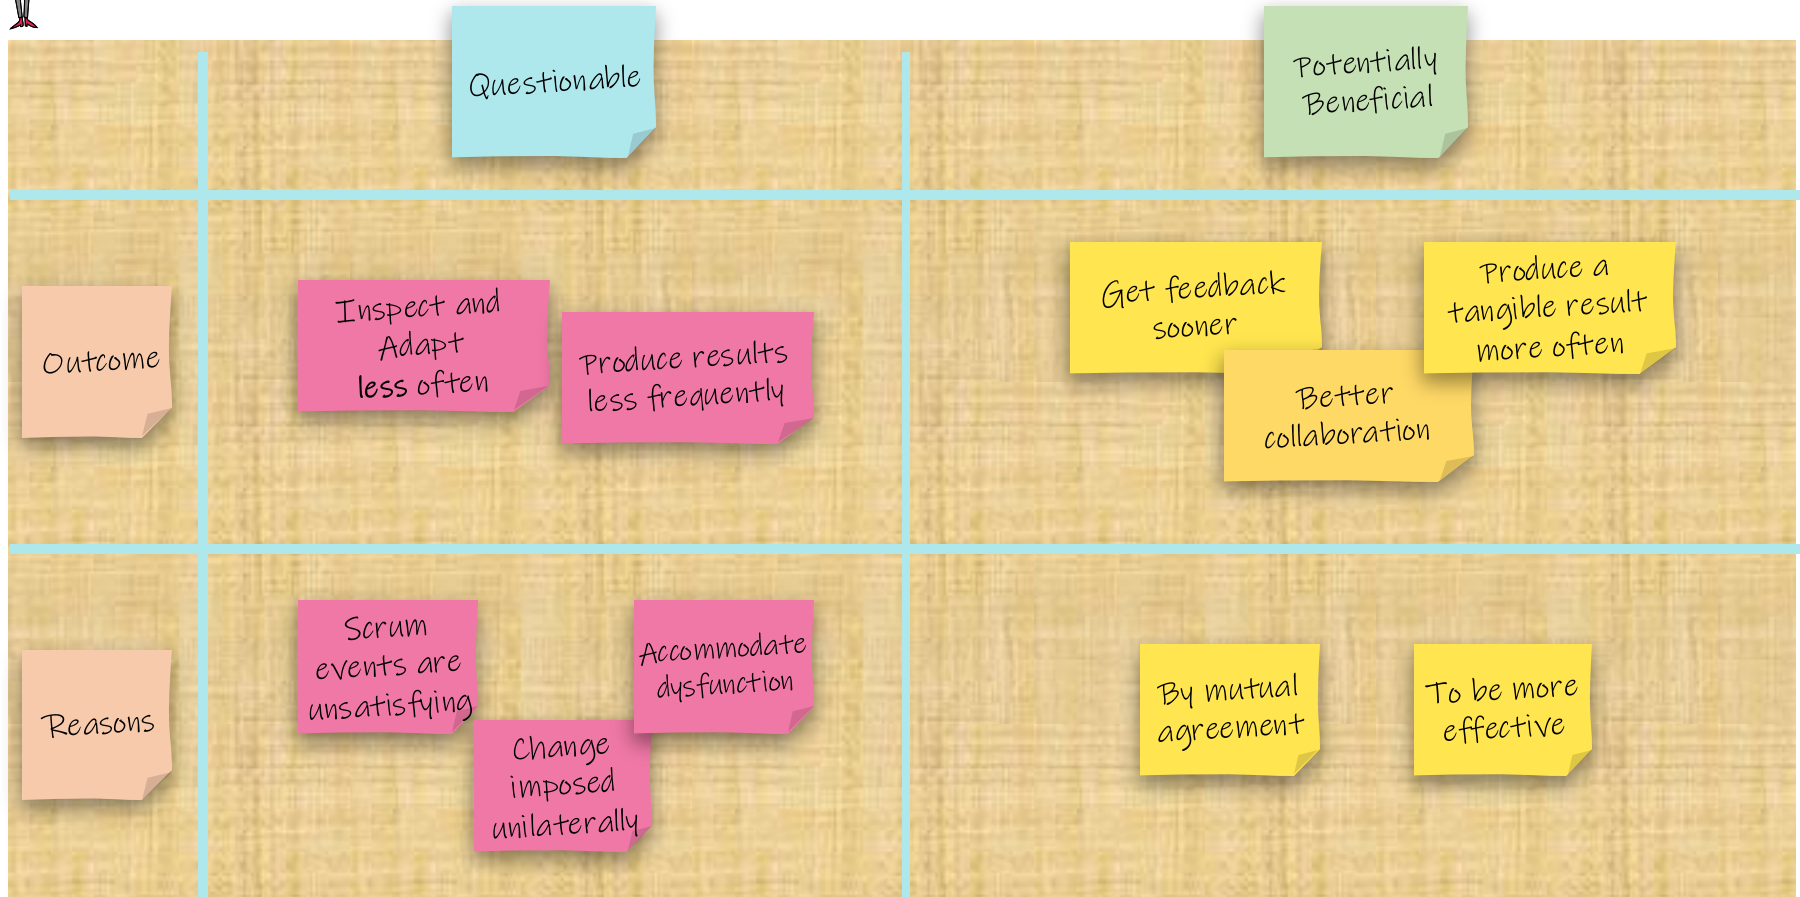 Questionable
Potentially
Beneficial
Outcome
Inspect and
Adapt
less often
Produce results
less frequently
Get feedback
sooner
Better
collaboration
Produce a
tangible result
more often
Reasons
Scrum
events are
unsatisfying
Change
imposed
unilaterally
Accommodate
dysfunction
By mutual
agreement
To be more
effective